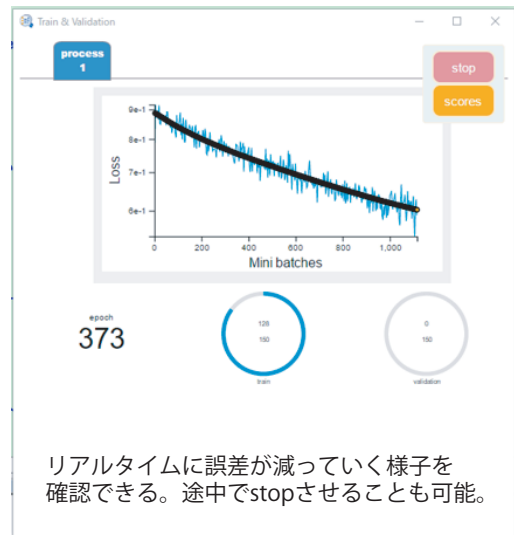 Train & Validation
process
1
stop
scores
9e-1
8e-1
7e-1
6e-1
Loss
0 200 400 600 800 1,000
Mini batches
epoch
373
128
150
train
0
150
validation
リアルタイムに誤差が減っていく様子を
確認できる。途中でstopさせることも可能。